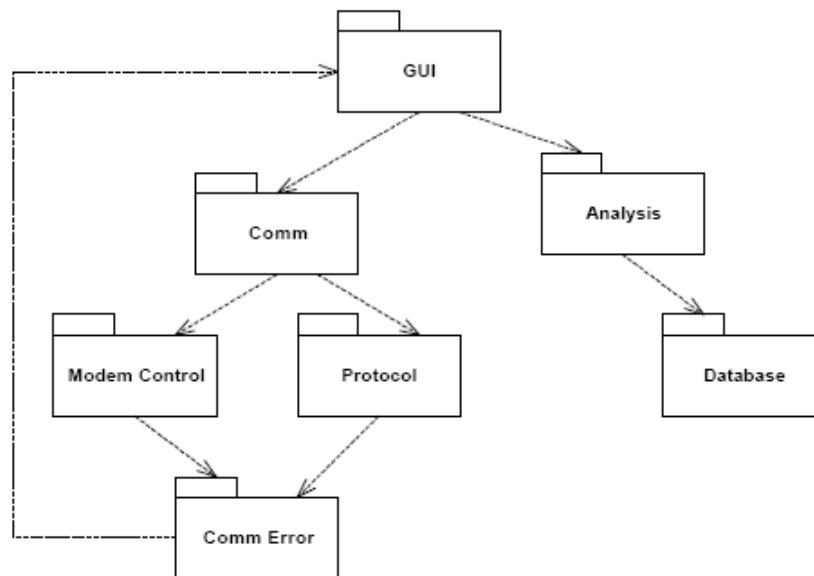 GUI
Analysis
Comm
Modem Control
Protocol
Database
Comm Error